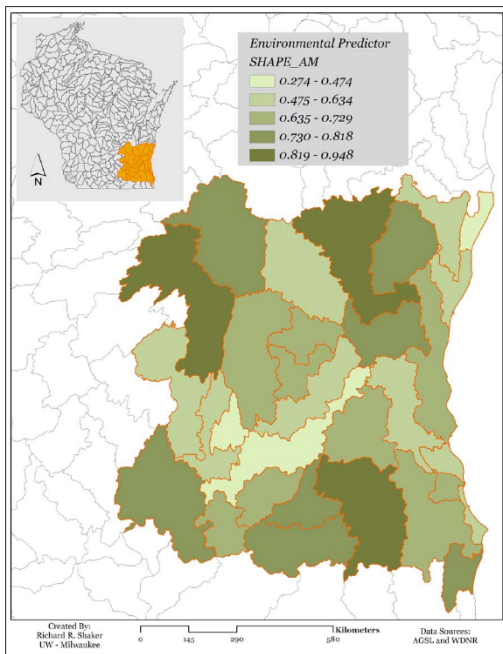 Environmental Predictor
SHAPE_AM
0.274 - 0.474
0.475 - 0.634
0.635 - 0.729
0.730 - 0.818
0.819 - 0.948
N
Created By:
Richard R. Shaker
UW - Milwaukee
Kilometers
0 145 290 580
Data Sources:
AGSL and WDNR